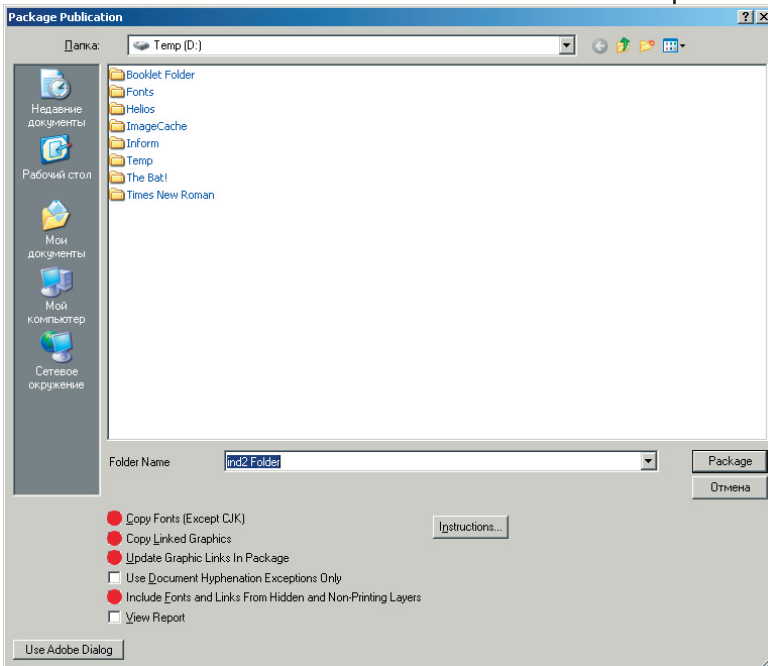 Package Publication
Папка:
Temp (D:)
Booklet Folder
Fonts
Helios
ImageCache
Inform
Temp
The Bat!
Times New Roman
Недавние
документы
Рабочий стол
Мои
документы
Мой
компьютер
Сетевое
окружение
Folder Name
ind2 Folder
Package
Отмена
Copy Fonts (Except CJK)
Instructions...
Copy Linked Graphics
Update Graphic Links In Package
Use Document Hyphenation Exceptions Only
Include Fonts and Links From Hidden and Non-Printing Layers
View Report
Use Adobe Dialog